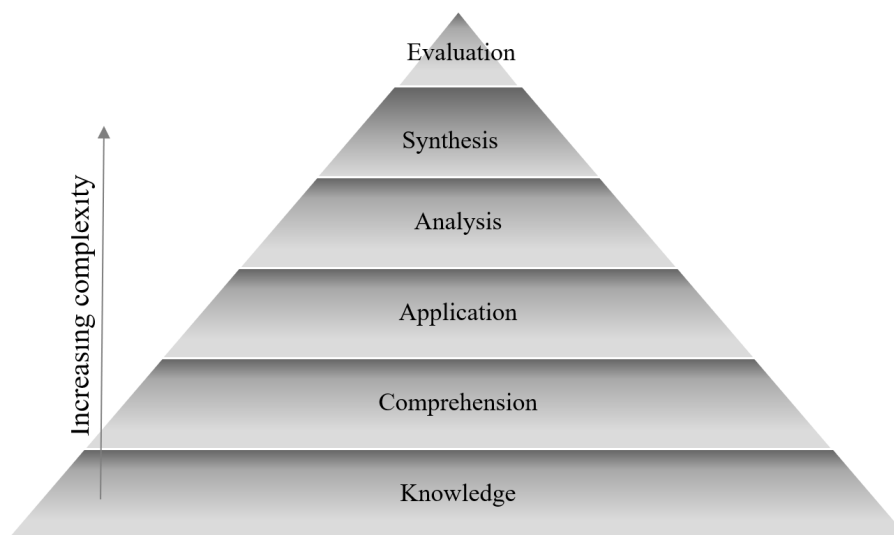 Evaluation
Synthesis
Analysis
Application
Comprehension
Knowledge
Increasing complexity